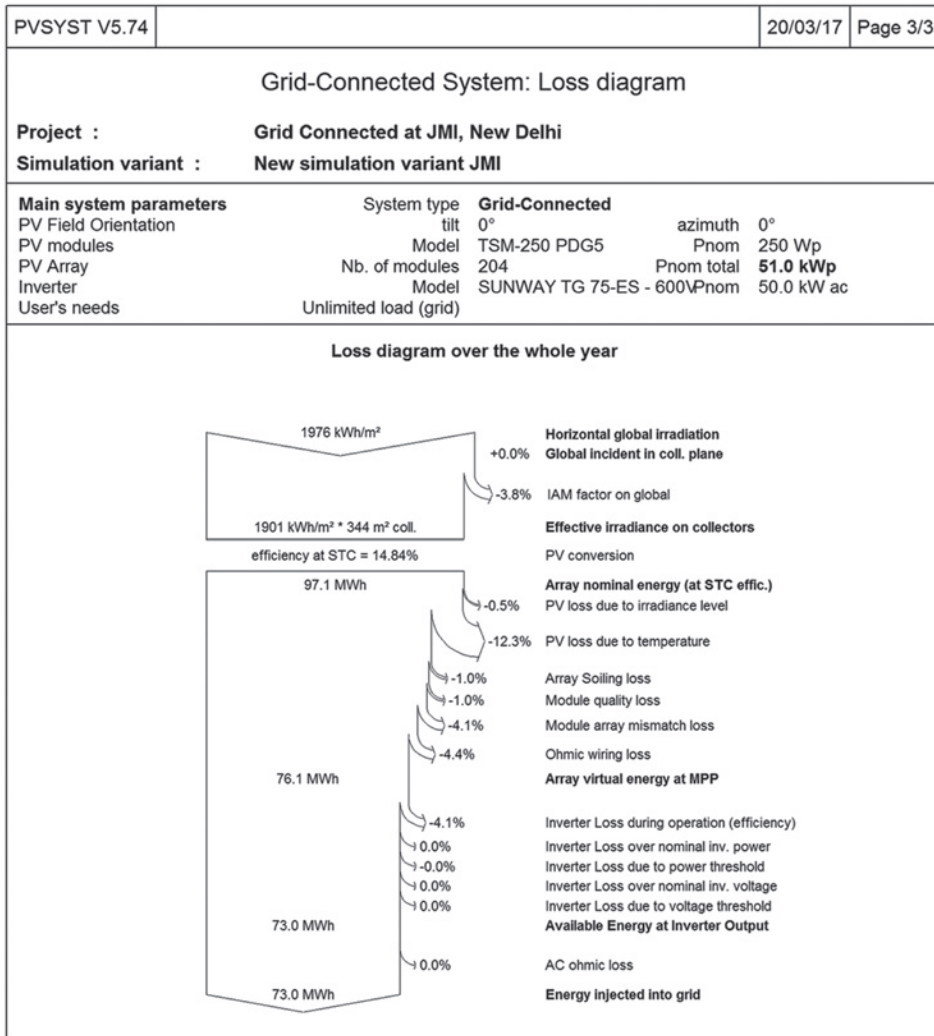 PVSYST V5.74 20/03/17 Page 3/3
Grid-Connected System: Loss diagram
Project : Grid Connected at JMI, New Delhi
Simulation variant : New simulation variant JMI
Main system parameters System type Grid-Connected
PV Field Orientation tilt 0° azimuth 0°
PV modules Model TSM-250 PDG5 Pnom 250 Wp
PV Array Nb. of modules 204 Pnom total 51.0 kWp
Inverter Model SUNWAY TG 75-ES - 600V Pnom 50.0 kW ac
User's needs Unlimited load (grid)
Loss diagram over the whole year
1976 kWh/m² Horizontal global irradiation
+0.0% Global incident in coll. plane
-3.8% IAM factor on global
1901 kWh/m² * 344 m² coll. Effective irradiance on collectors
efficiency at STC = 14.84% PV conversion
97.1 MWh Array nominal energy (at STC effic.)
-0.5% PV loss due to irradiance level
-12.3% PV loss due to temperature
-1.0% Array Soiling loss
-1.0% Module quality loss
-4.1% Module array mismatch loss
-4.4% Ohmic wiring loss
76.1 MWh Array virtual energy at MPP
-4.1% Inverter Loss during operation (efficiency)
0.0% Inverter Loss over nominal inv. power
-0.0% Inverter Loss due to power threshold
0.0% Inverter Loss over nominal inv. voltage
0.0% Inverter Loss due to voltage threshold
73.0 MWh Available Energy at Inverter Output
0.0% AC ohmic loss
73.0 MWh Energy injected into grid